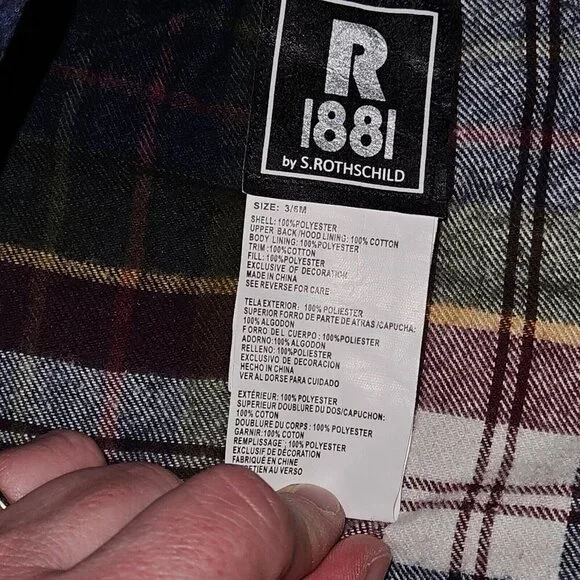 R
1881
by S.ROTHSCHILD
SIZE: 3/6M
SHELL: 100%POLYESTER
UPPER BACK/HOOD LINING: 100% COTTON
BODY LINING: 100%POLYESTER
TRIM:100%COTTON
FILL: 100%POLYESTER
EXCLUSIVE OF DECORATION
MADE IN CHINA
SEE REVERSE FOR CARE
TELA EXTERIOR: 100% POLIESTER
SUPERIOR FORRO DE PARTE DE ATRAS /CAPUCHA:
100% ALGODON
FORRO DEL CUERPO : 100%POLIESTER
ADORNO:100% ALGODON
RELLENO: 100%POLIESTER
EXCLUSIVO DE DECORACION
HECHO IN CHINA
VER AL DORSE PARA CUIDADO
EXTÉRIEUR: 100% POLYESTER
SUPERIEUR DOUBLURE DU DOS/CAPUCHON:
100% COTON
DOUBLURE DU CORPS: 100% POLYESTER
GARNIR:100% COTON
REMPLISSAGE: 100%POLYESTER
EXCLUSIF DE DÉCORATION
FABRIQUÉ EN CHINE
ENTRETIEN AU VERSO